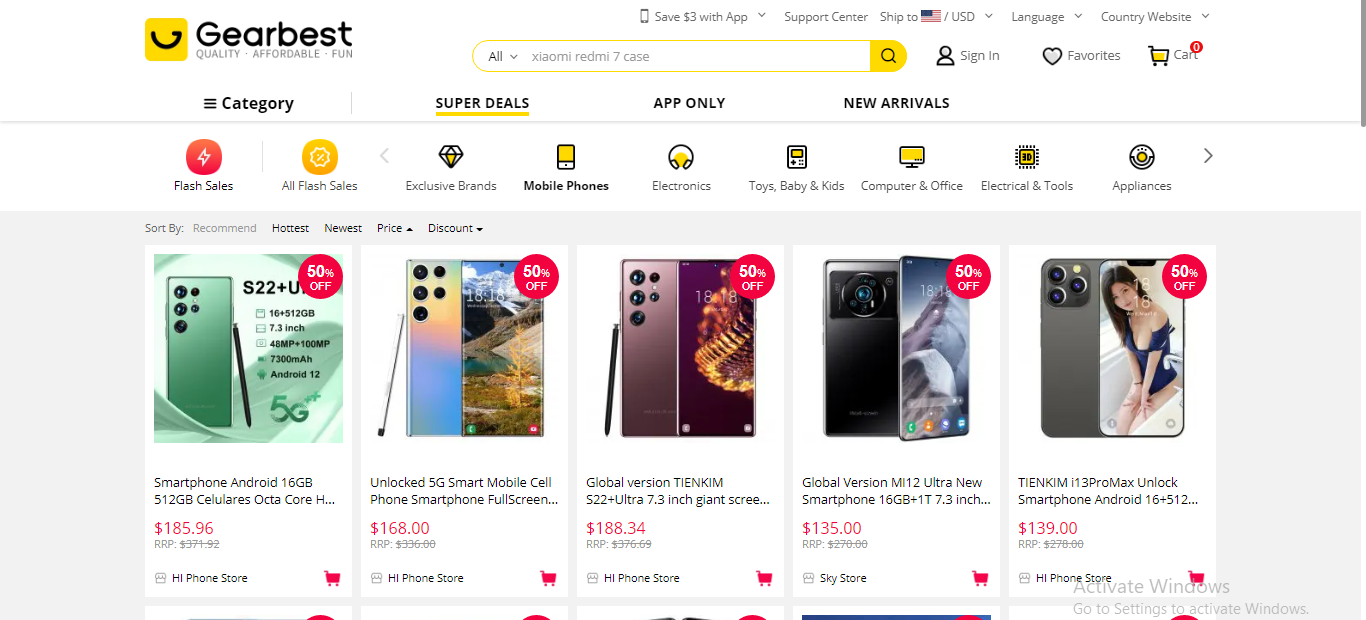 Save $3 with App
Support Center
Ship to / USD
Language
Country Website
Gearbest
QUALITY · AFFORDABLE · FUN
All
xiaomi redmi 7 case
Sign In
Favorites
Cart
0
Category
SUPER DEALS
APP ONLY
NEW ARRIVALS
Flash Sales
All Flash Sales
Exclusive Brands
Mobile Phones
Electronics
Toys, Baby & Kids
Computer & Office
3D
Electrical & Tools
Appliances
Sort By: Recommend Hottest Newest Price Discount
50% OFF
S22+U
16+512GB
7.3 inch
48MP+100MP
7300mAh
Android 12
5G++
Smartphone Android 16GB
512GB Celulares Octa Core H...
$185.96
RRP: $371.92
HI Phone Store
50% OFF
18:18
Unlocked 5G Smart Mobile Cell
Phone Smartphone FullScreen...
$168.00
RRP: $336.00
HI Phone Store
50% OFF
18:18
Global version TIENKIM
S22+Ultra 7.3 inch giant scree...
$188.34
RRP: $376.69
HI Phone Store
50% OFF
18:18
Global Version MI12 Ultra New
Smartphone 16GB+1T 7.3 inch...
$135.00
RRP: $270.00
Sky Store
50% OFF
18
18
TIENKIM i13ProMax Unlock
Smartphone Android 16+512...
$139.00
RRP: $278.00
HI Phone Store
Activate Windows
Go to Settings to activate Windows.